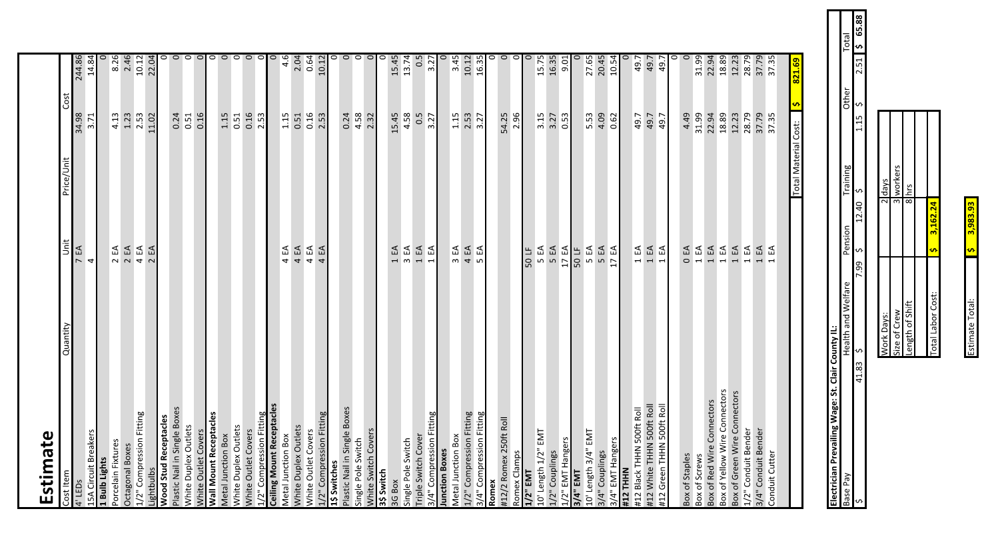 Estimate
Cost Item Quantity Unit Price/Unit Cost
4' LEDs 7 EA 34.98 244.86
15A Circuit Breakers 4 3.71 14.84
1 Bulb Lights 0
Porcelain Fixtures 2 EA 4.13 8.26
Octagonal Boxes 2 EA 1.23 2.46
1/2" Compression Fitting 4 EA 2.53 10.12
Lightbulbs 2 EA 11.02 22.04
Wood Stud Receptacles 0
Plastic Nail in Single Boxes 0.24 0
White Duplex Outlets 0.51 0
White Outlet Covers 0.16 0
Wall Mount Receptacles 0
Metal Junction Box 1.15 0
White Duplex Outlets 0.51 0
White Outlet Covers 0.16 0
1/2" Compression Fitting 2.53 0
Ceiling Mount Receptacles 0
Metal Junction Box 4 EA 1.15 4.6
White Duplex Outlets 4 EA 0.51 2.04
White Outlet Covers 4 EA 0.16 0.64
1/2" Compression Fitting 4 EA 2.53 10.12
1$ Switches 0
Plastic Nail in Single Boxes 0.24 0
Single Pole Switch 4.58 0
White Switch Covers 2.32 0
3$ Switch 0
3G Box 1 EA 15.45 15.45
Single Pole Switch 3 EA 4.58 13.74
Triple Switch Cover 1 EA 0.5 0.5
3/4" Compression Fitting 1 EA 3.27 3.27
Junction Boxes 0
Metal Junction Box 3 EA 1.15 3.45
1/2" Compression Fitting 4 EA 2.53 10.12
3/4" Compression Fitting 5 EA 3.27 16.35
Romex 0
#12/2 Romex 250ft Roll 54.25 0
Romex Clamps 2.96 0
1/2" EMT 50 LF 0
10' Length 1/2" EMT 5 EA 3.15 15.75
1/2" Couplings 5 EA 3.27 16.35
1/2" EMT Hangers 17 EA 0.53 9.01
3/4" EMT 50 LF 0
10' Length 3/4" EMT 5 EA 5.53 27.65
3/4" Couplings 5 EA 4.09 20.45
3/4" EMT Hangers 17 EA 0.62 10.54
#12 THHN 0
#12 Black THHN 500ft Roll 1 EA 49.7 49.7
#12 White THHN 500ft Roll 1 EA 49.7 49.7
#12 Green THHN 500ft Roll 1 EA 49.7 49.7
0
Box of Staples 0 EA 4.49 0
Box of Screws 1 EA 31.99 31.99
Box of Red Wire Connectors 1 EA 22.94 22.94
Box of Yellow Wire Connectors 1 EA 18.89 18.89
Box of Green Wire Connectors 1 EA 12.23 12.23
1/2" Conduit Bender 1 EA 28.79 28.79
3/4" Conduit Bender 1 EA 37.79 37.79
Conduit Cutter 1 EA 37.35 37.35
Total Material Cost: $ 821.69
Electrician Prevailing Wage: St. Clair County IL:
Base Pay Health and Welfare Pension Training Other Total
$ 41.83 $ 7.99 $ 12.40 $ 1.15 $ 2.51 $ 65.88
Work Days: 2 days
Size of Crew 3 workers
Length of Shift 8 hrs
Total Labor Cost: $ 3,162.24
Estimate Total: $ 3,983.93